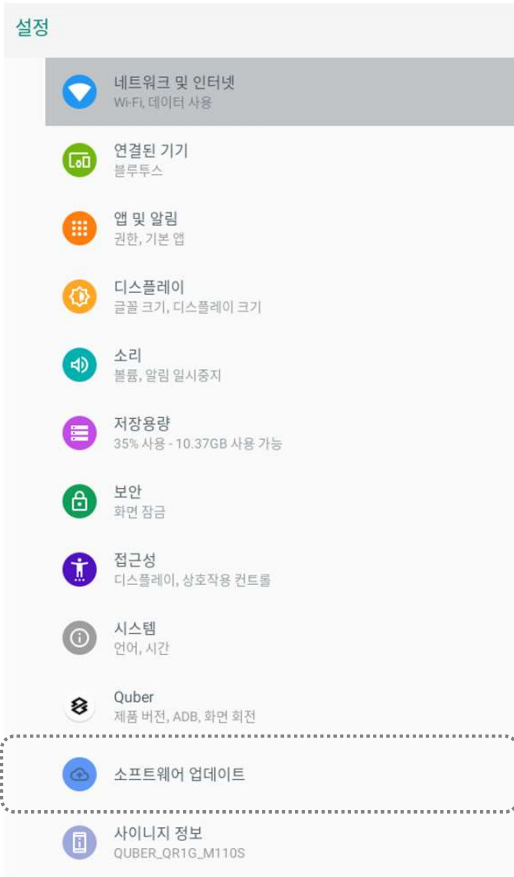 설정
네트워크 및 인터넷
Wi-Fi, 데이터 사용
연결된 기기
블루투스
앱 및 알림
권한, 기본 앱
디스플레이
글꼴 크기, 디스플레이 크기
소리
볼륨, 알림 일시중지
저장용량
35% 사용 - 10.37GB 사용 가능
보안
화면 잠금
접근성
디스플레이, 상호작용 컨트롤
시스템
언어, 시간
Quber
제품 버전, ADB, 화면 회전
소프트웨어 업데이트
사이니지 정보
QUBER_QR1G_M110S